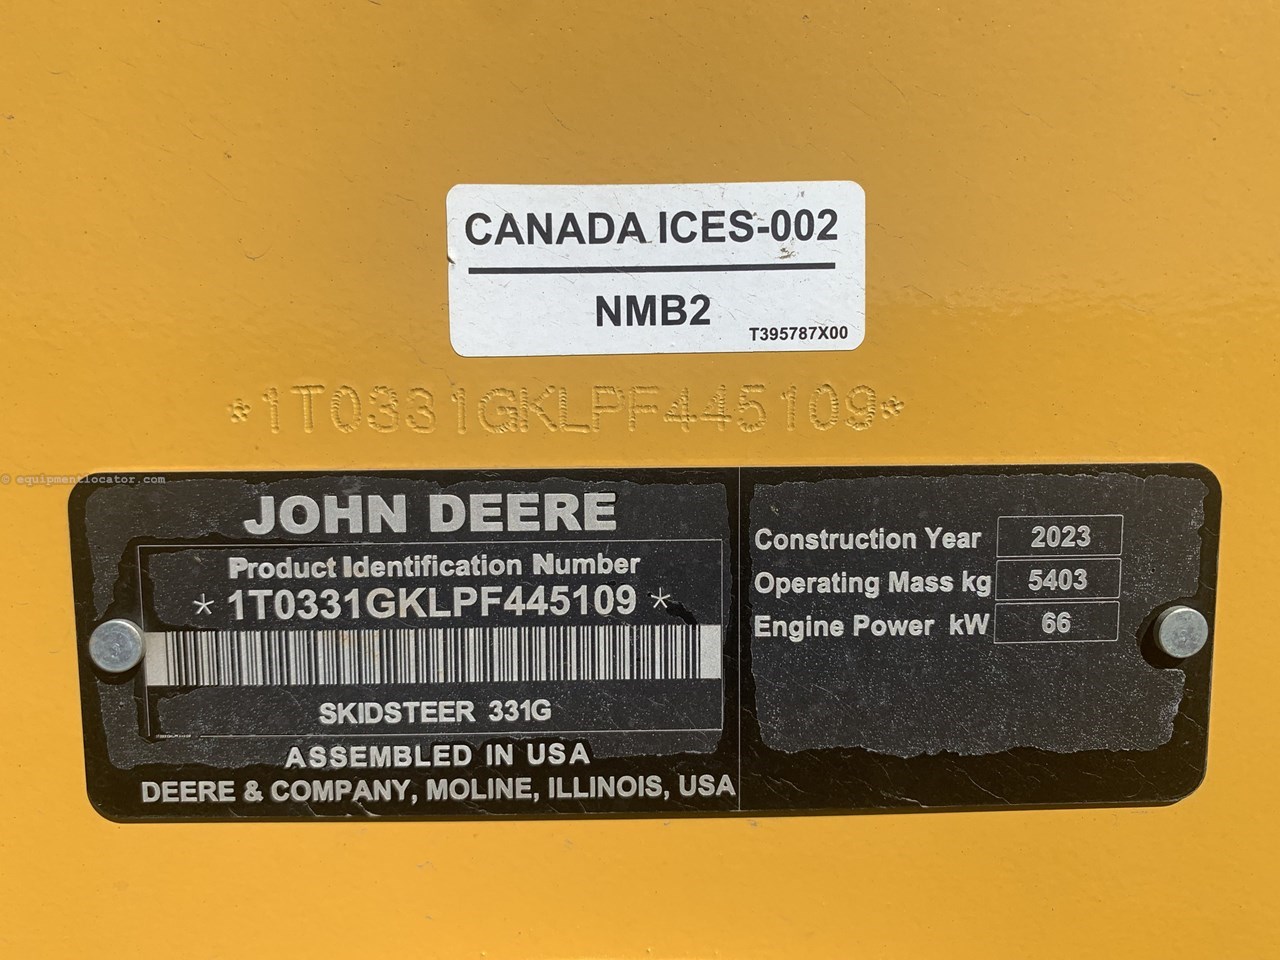 CANADA ICES-002
NMB2
T395787X00
*1T0331GKLPF445109*
© equipmentlocator.com
JOHN DEERE
Product Identification Number
* 1T0331GKLPF445109 *
SKIDSTEER 331G
ASSEMBLED IN USA
DEERE & COMPANY, MOLINE, ILLINOIS, USA
Construction Year 2023
Operating Mass kg 5403
Engine Power kW 66